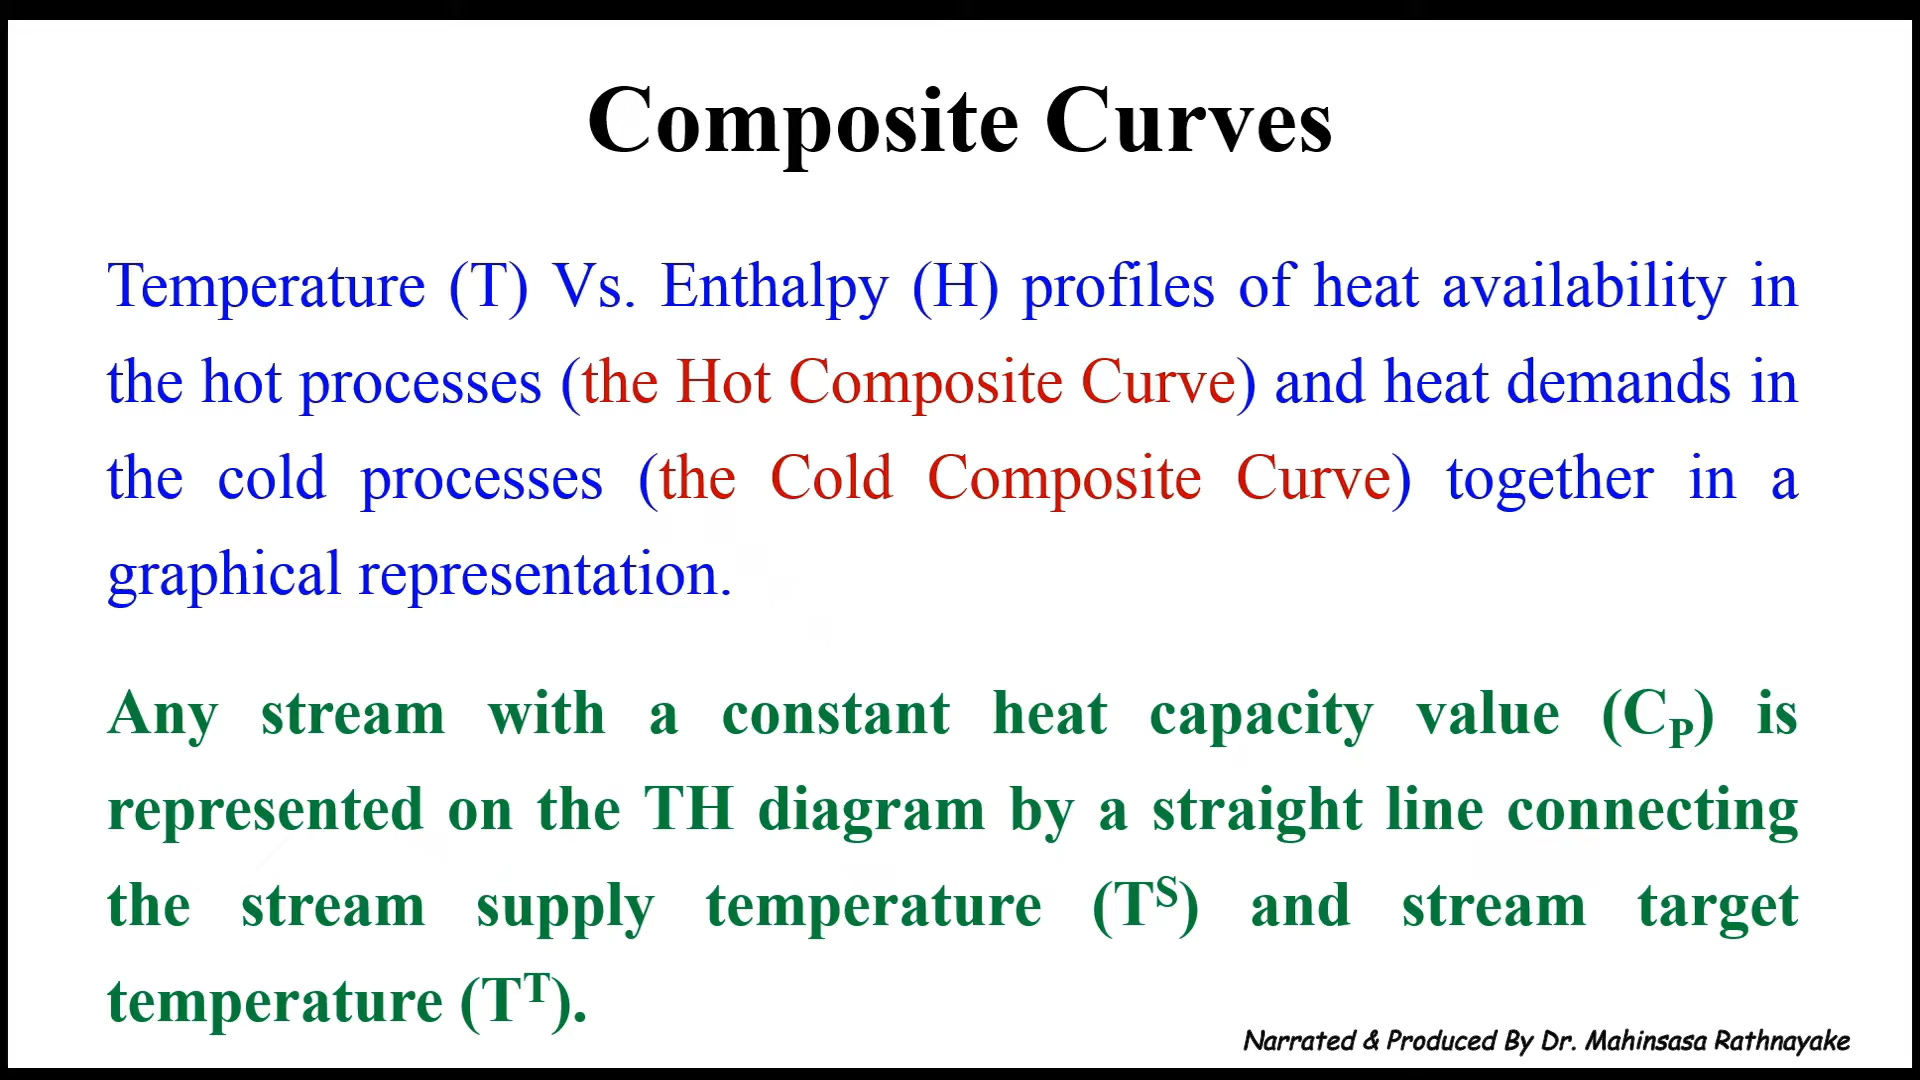 Composite Curves
Temperature (T) Vs. Enthalpy (H) profiles of heat availability in
the hot processes (the Hot Composite Curve) and heat demands in
the cold processes (the Cold Composite Curve) together in a
graphical representation.
Any stream with a constant heat capacity value (C_P) is
represented on the TH diagram by a straight line connecting
the stream supply temperature (T^S) and stream target
temperature (T^T).
Narrated & Produced By Dr. Mahinsasa Rathnayake